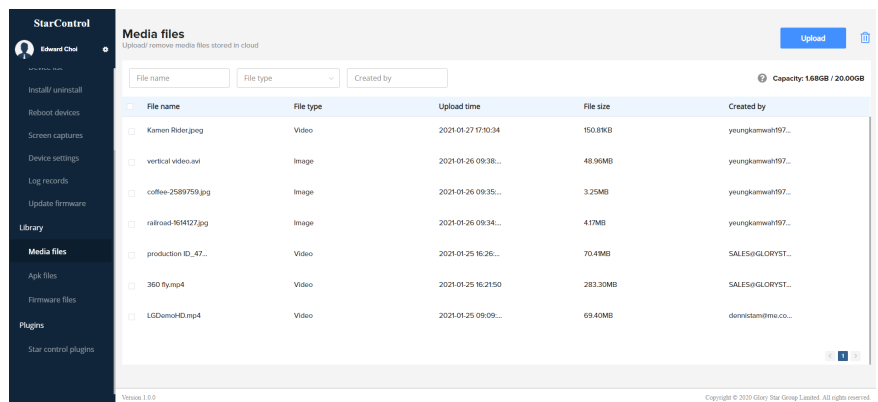 StarControl
Edward Choi
Install/ uninstall
Reboot devices
Screen captures
Device settings
Log records
Update firmware
Library
Media files
Apk files
Firmware files
Plugins
Star control plugins
Media files
Upload/ remove media files stored in cloud
Upload
File name File type Created by
Capacity: 1.68GB / 20.00GB
File name File type Upload time File size Created by
Kamen Rider.jpeg Video 2021-01-27 17:10:34 150.81KB yeungkamwah197...
vertical video.avi Image 2021-01-26 09:38:... 48.96MB yeungkamwah197...
coffee-2589759.jpg Image 2021-01-26 09:35:... 3.25MB yeungkamwah197...
railroad-1614127.jpg Image 2021-01-26 09:34:... 4.17MB yeungkamwah197...
production ID_47... Video 2021-01-25 16:26:... 70.41MB SALES@GLORYST...
360 fly.mp4 Video 2021-01-25 16:21:50 283.30MB SALES@GLORYST...
LGDemoHD.mp4 Video 2021-01-25 09:09:... 69.40MB dennistam@me.co...
< 1 >
Version 1.0.0
Copyright © 2020 Glory Star Group Limited. All rights reserved.